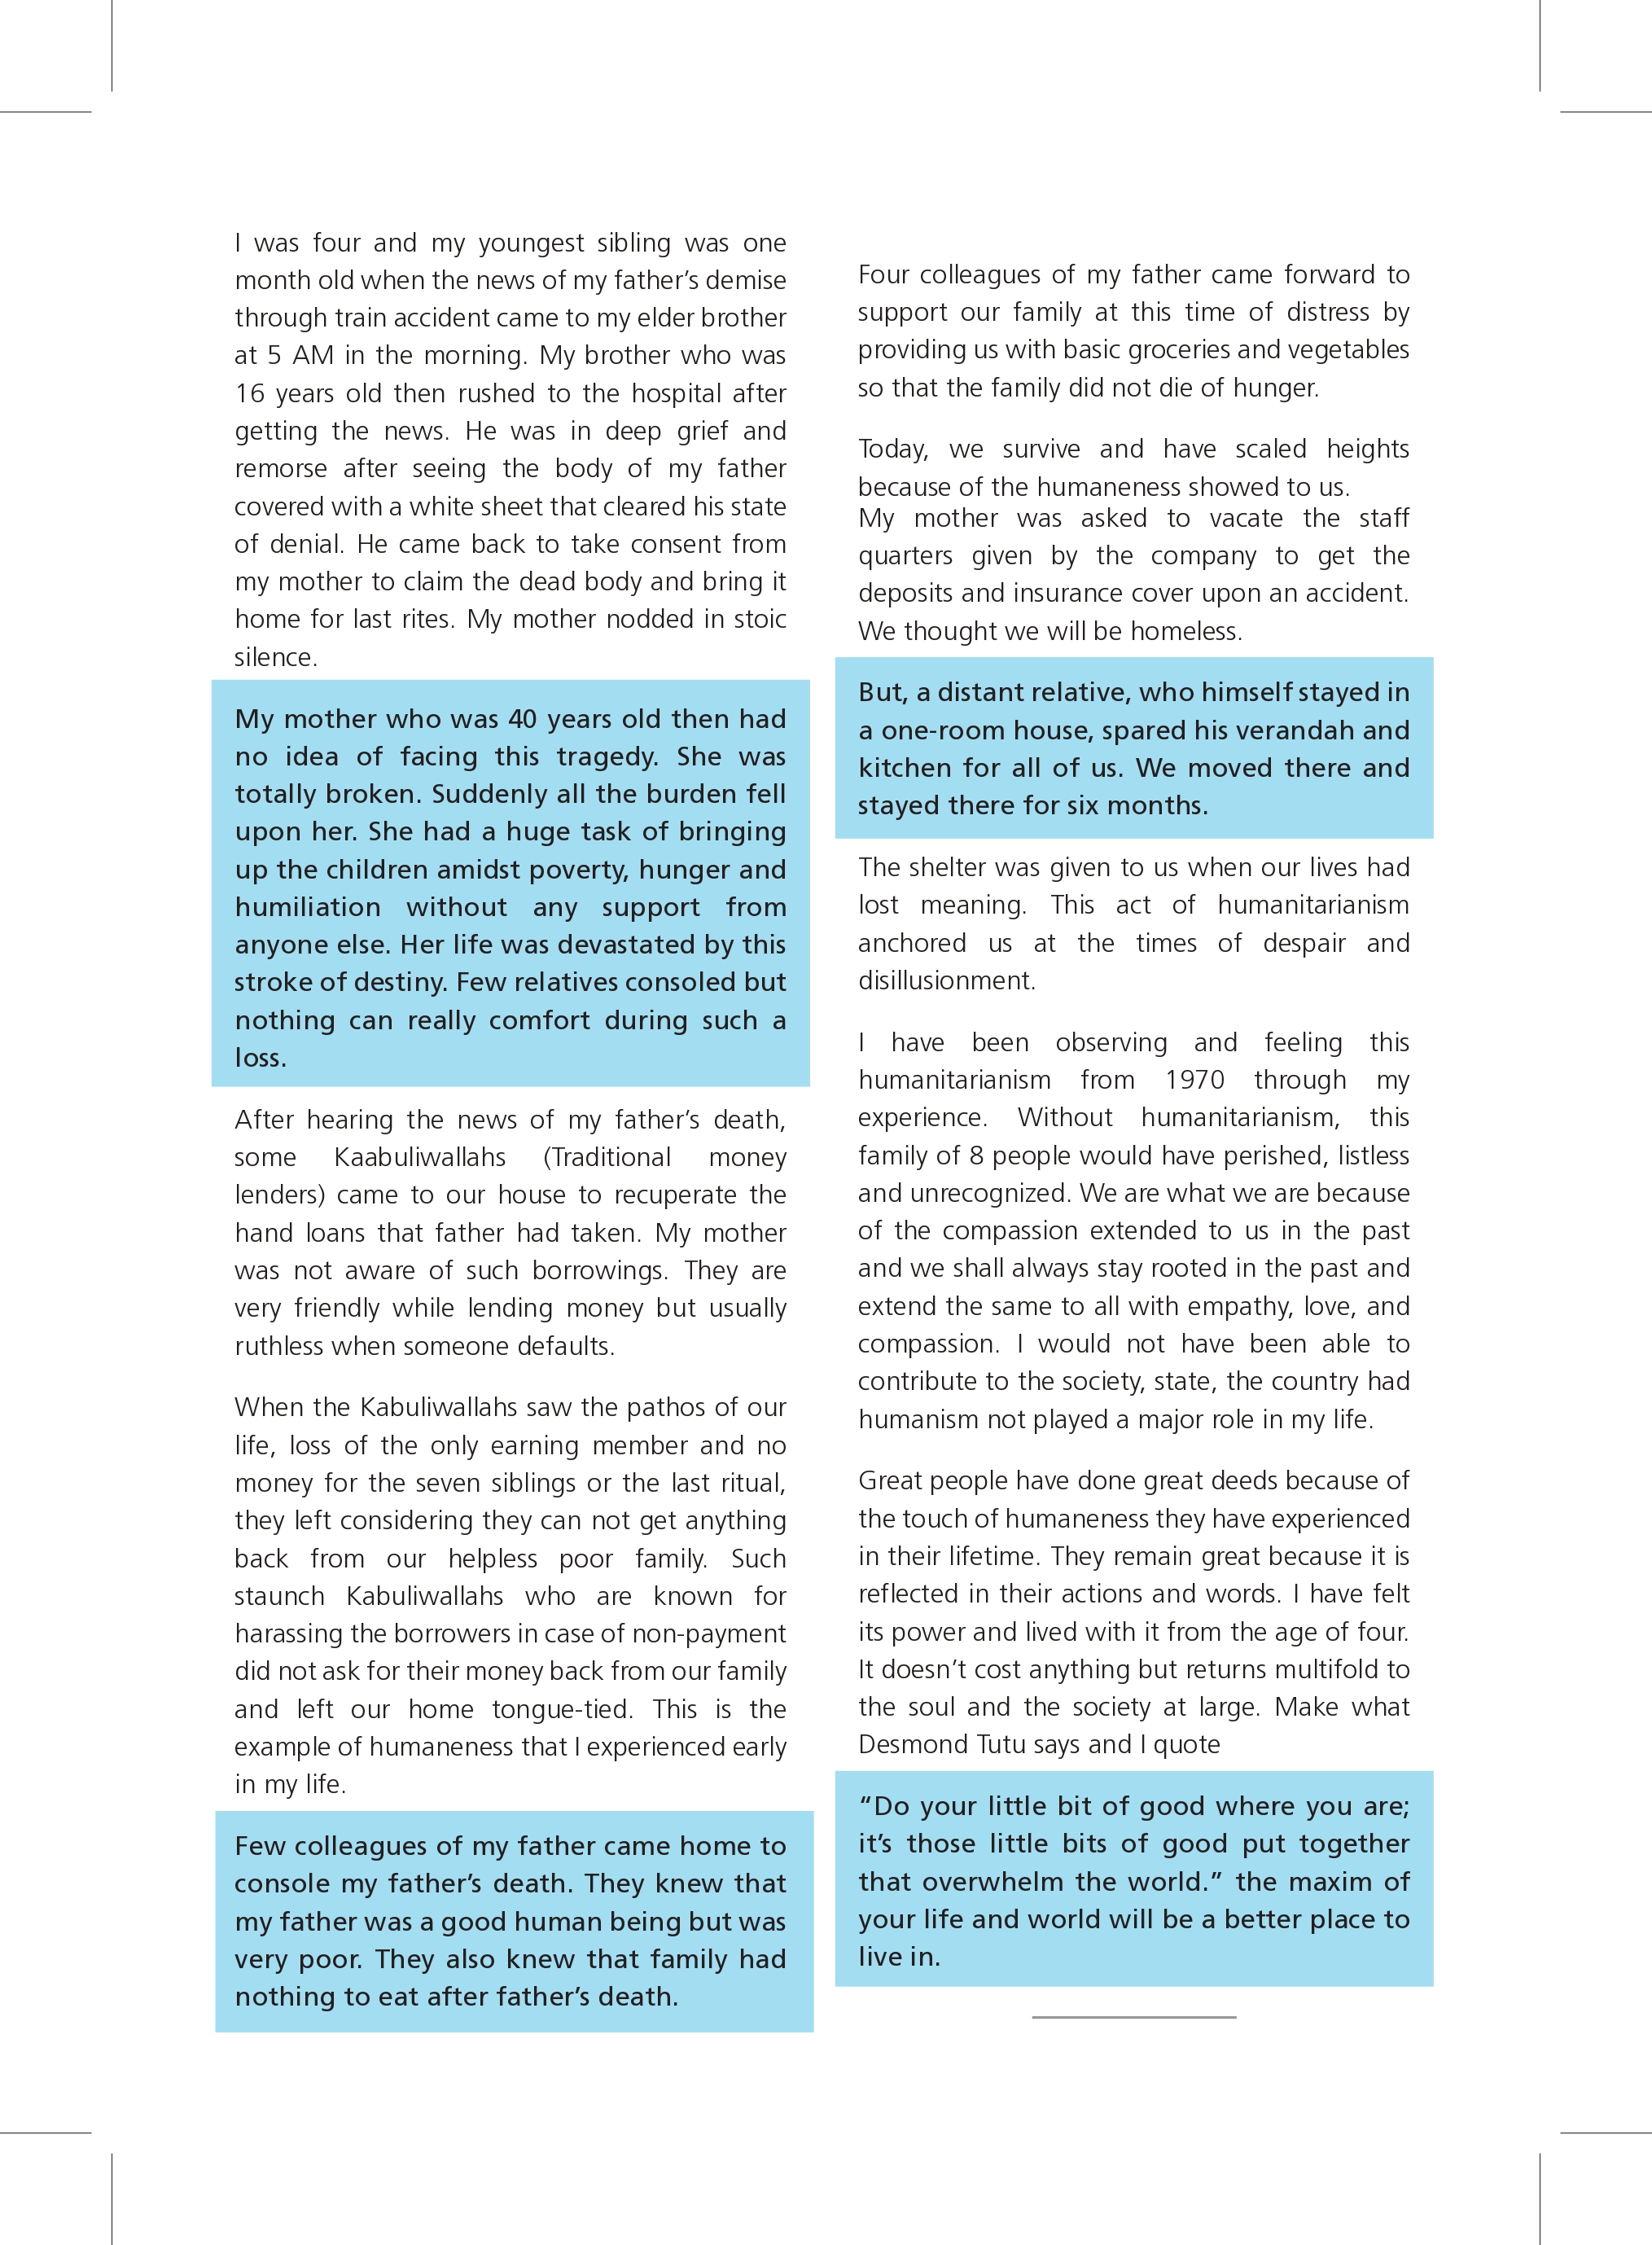 I was four and my youngest sibling was one
month old when the news of my father’s demise
through train accident came to my elder brother
at 5 AM in the morning. My brother who was
16 years old then rushed to the hospital after
getting the news. He was in deep grief and
remorse after seeing the body of my father
covered with a white sheet that cleared his state
of denial. He came back to take consent from
my mother to claim the dead body and bring it
home for last rites. My mother nodded in stoic
silence.
My mother who was 40 years old then had
no idea of facing this tragedy. She was
totally broken. Suddenly all the burden fell
upon her. She had a huge task of bringing
up the children amidst poverty, hunger and
humiliation without any support from
anyone else. Her life was devastated by this
stroke of destiny. Few relatives consoled but
nothing can really comfort during such a
loss.
After hearing the news of my father’s death,
some Kaabuliwallahs (Traditional money
lenders) came to our house to recuperate the
hand loans that father had taken. My mother
was not aware of such borrowings. They are
very friendly while lending money but usually
ruthless when someone defaults.
When the Kabuliwallahs saw the pathos of our
life, loss of the only earning member and no
money for the seven siblings or the last ritual,
they left considering they can not get anything
back from our helpless poor family. Such
staunch Kabuliwallahs who are known for
harassing the borrowers in case of non-payment
did not ask for their money back from our family
and left our home tongue-tied. This is the
example of humaneness that I experienced early
in my life.
Few colleagues of my father came home to
console my father’s death. They knew that
my father was a good human being but was
very poor. They also knew that family had
nothing to eat after father’s death.
Four colleagues of my father came forward to
support our family at this time of distress by
providing us with basic groceries and vegetables
so that the family did not die of hunger.
Today, we survive and have scaled heights
because of the humaneness showed to us.
My mother was asked to vacate the staff
quarters given by the company to get the
deposits and insurance cover upon an accident.
We thought we will be homeless.
But, a distant relative, who himself stayed in
a one-room house, spared his verandah and
kitchen for all of us. We moved there and
stayed there for six months.
The shelter was given to us when our lives had
lost meaning. This act of humanitarianism
anchored us at the times of despair and
disillusionment.
I have been observing and feeling this
humanitarianism from 1970 through my
experience. Without humanitarianism, this
family of 8 people would have perished, listless
and unrecognized. We are what we are because
of the compassion extended to us in the past
and we shall always stay rooted in the past and
extend the same to all with empathy, love, and
compassion. I would not have been able to
contribute to the society, state, the country had
humanism not played a major role in my life.
Great people have done great deeds because of
the touch of humaneness they have experienced
in their lifetime. They remain great because it is
reflected in their actions and words. I have felt
its power and lived with it from the age of four.
It doesn’t cost anything but returns multifold to
the soul and the society at large. Make what
Desmond Tutu says and I quote
“Do your little bit of good where you are;
it’s those little bits of good put together
that overwhelm the world.” the maxim of
your life and world will be a better place to
live in.